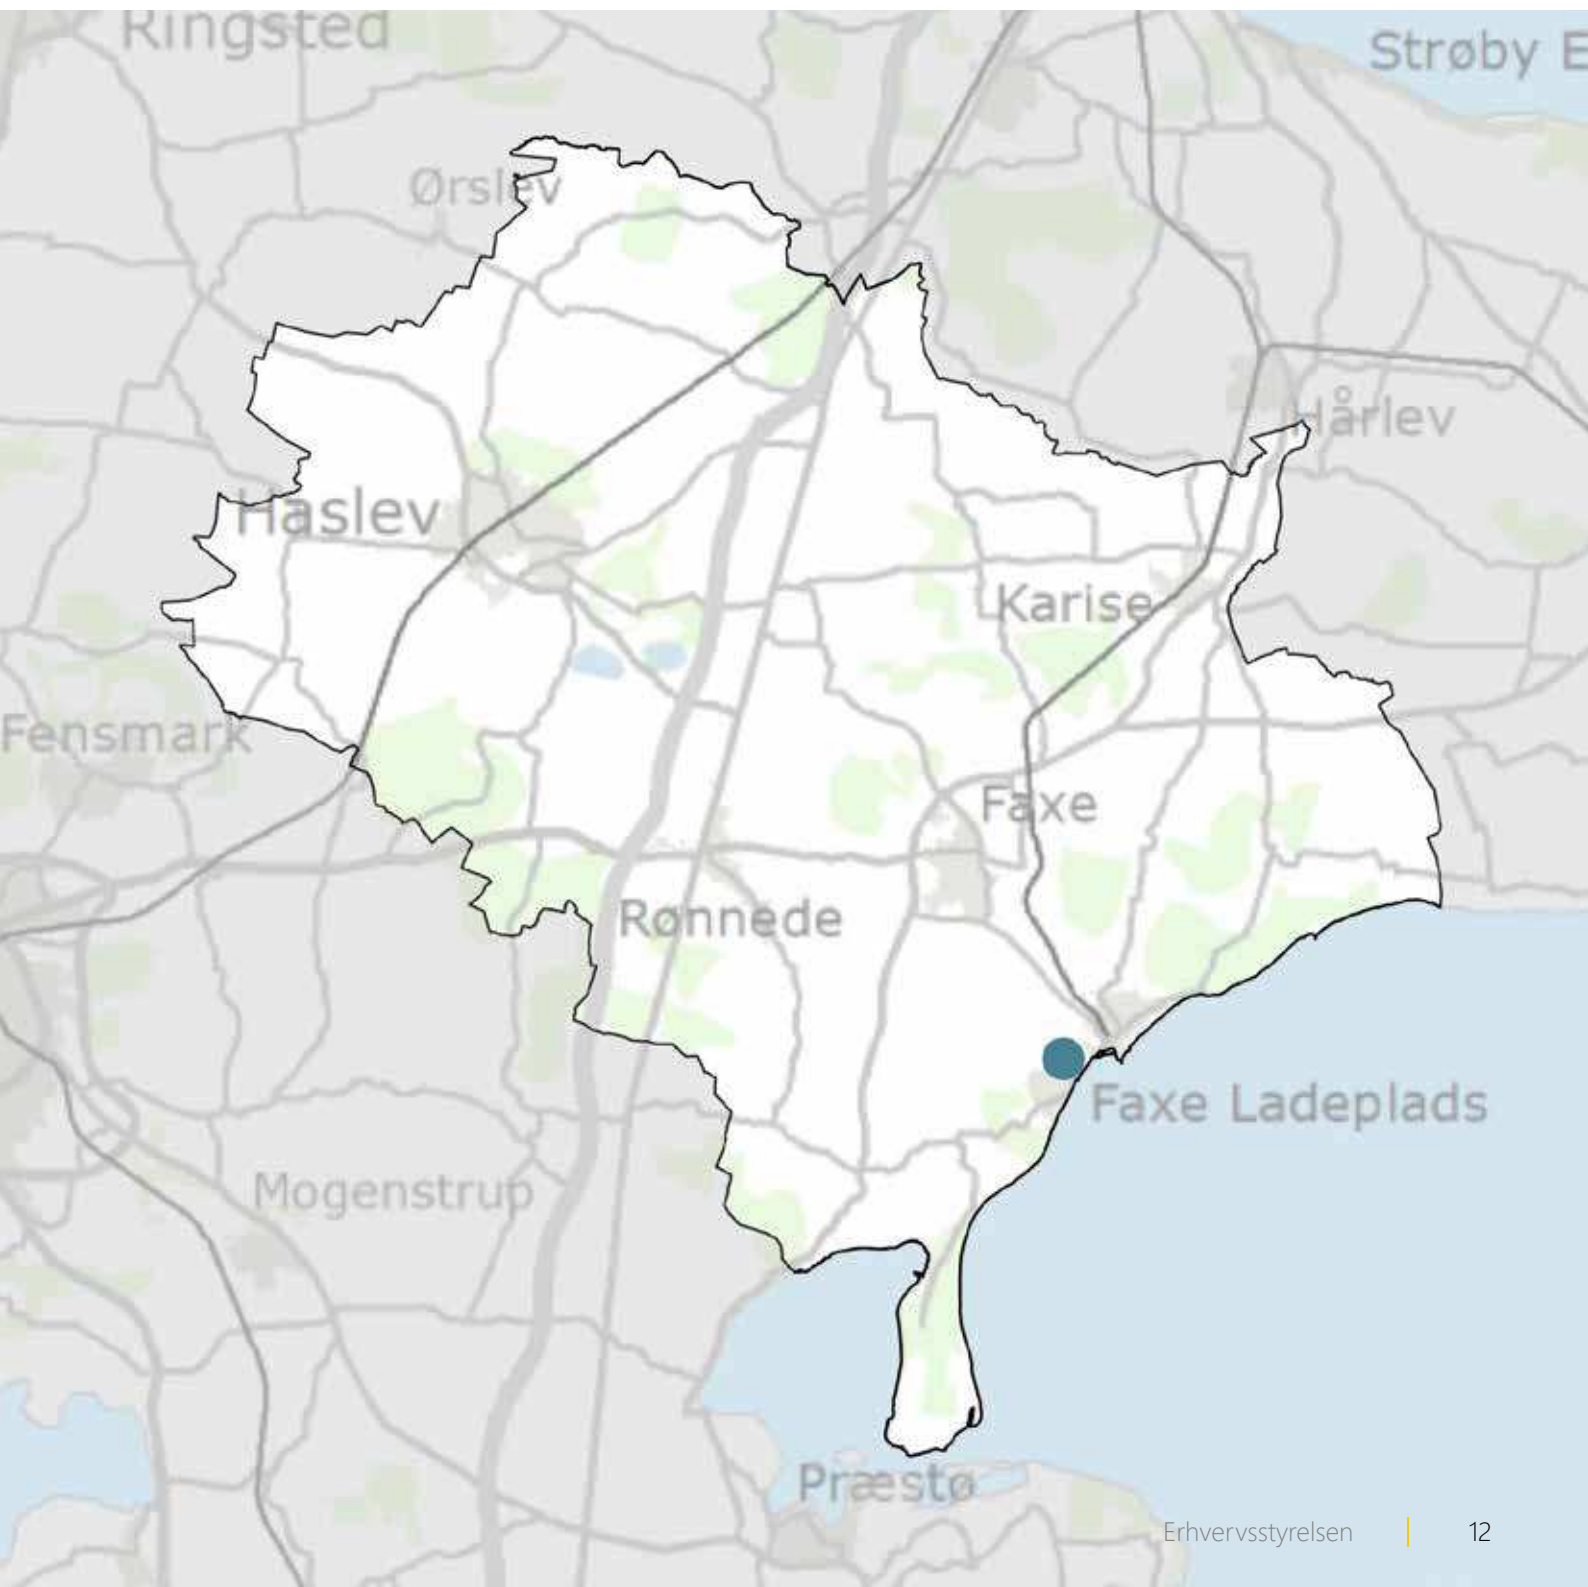 Ringsted
Strøby E
Ørslev
Hårlev
Haslev
Karise
Fensmark
Faxe
Rønnede
Faxe Ladeplads
Mogenstrup
Præstø
Erhvervsstyrelsen | 12